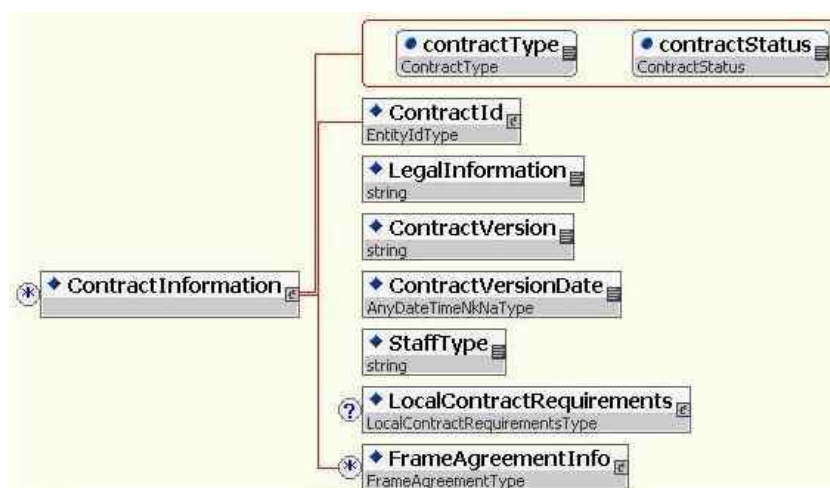 contractType
ContractType
contractStatus
ContractStatus
ContractId
EntityIdType
LegalInformation
string
ContractVersion
string
* ContractInformation
ContractVersionDate
AnyDateTimeNkNaType
StaffType
string
? LocalContractRequirements
LocalContractRequirementsType
* FrameAgreementInfo
FrameAgreementType